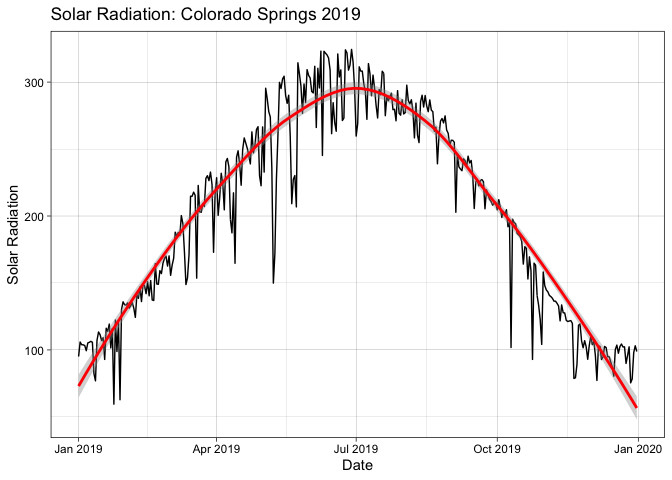 Solar Radiation: Colorado Springs 2019
300
200
100
Solar Radiation
Jan 2019
Apr 2019
Jul 2019
Oct 2019
Jan 2020
Date